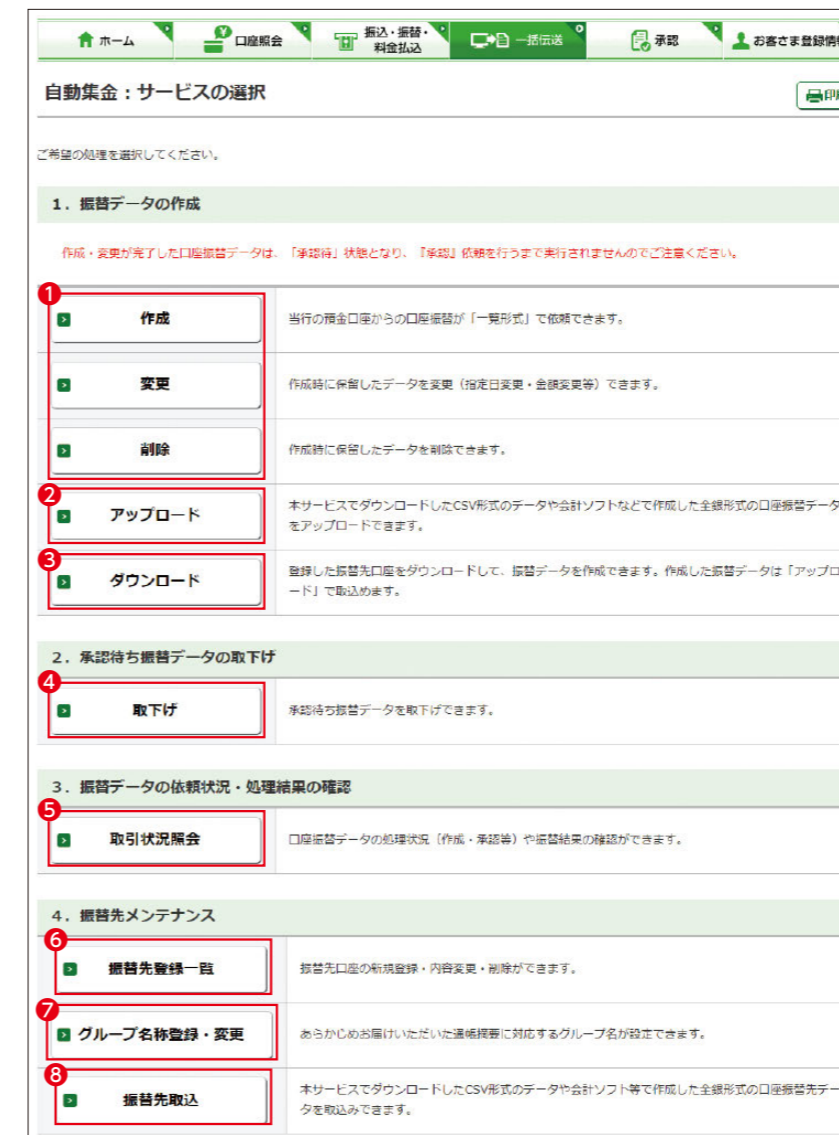 ホーム
口座照会
振込・振替・
料金払込
一括伝送
承認
お客さま登録情報
自動集金：サービスの選択
印
ご希望の処理を選択してください。
1. 振替データの作成
作成・変更が完了した口座振替データは、「承認待」状態となり、『承認』依頼を行うまで実行されませんのでご注意ください。
1
作成
当行の預金口座からの口座振替が「一覧形式」で依頼できます。
変更
作成時に保留したデータを変更（指定日変更・金額変更等）できます。
削除
作成時に保留したデータを削除できます。
2
アップロード
本サービスでダウンロードしたCSV形式のデータや会計ソフトなどで作成した全銀形式の口座振替データ
をアップロードできます。
3
ダウンロード
登録した振替先口座をダウンロードして、振替データを作成できます。作成した振替データは「アップロ
ード」で取込めます。
2. 承認待ち振替データの取下げ
4
取下げ
承認待ち振替データを取下げできます。
3. 振替データの依頼状況・処理結果の確認
5
取引状況照会
口座振替データの処理状況（作成・承認等）や振替結果の確認ができます。
4. 振替先メンテナンス
6
振替先登録一覧
振替先口座の新規登録・内容変更・削除ができます。
7
グループ名称登録・変更
あらかじめお届けいただいた通帳摘要に対応するグループ名が設定できます。
8
振替先取込
本サービスでダウンロードしたCSV形式のデータや会計ソフト等で作成した全銀形式の口座振替先デー
タを取込みできます。